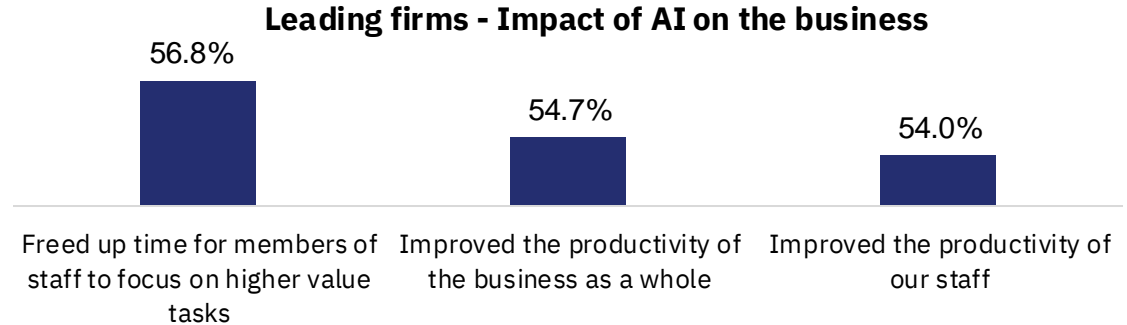 Leading firms - Impact of AI on the business
56.8%
54.7%
54.0%
Freed up time for members of
staff to focus on higher value
tasks
Improved the productivity of
the business as a whole
Improved the productivity of
our staff